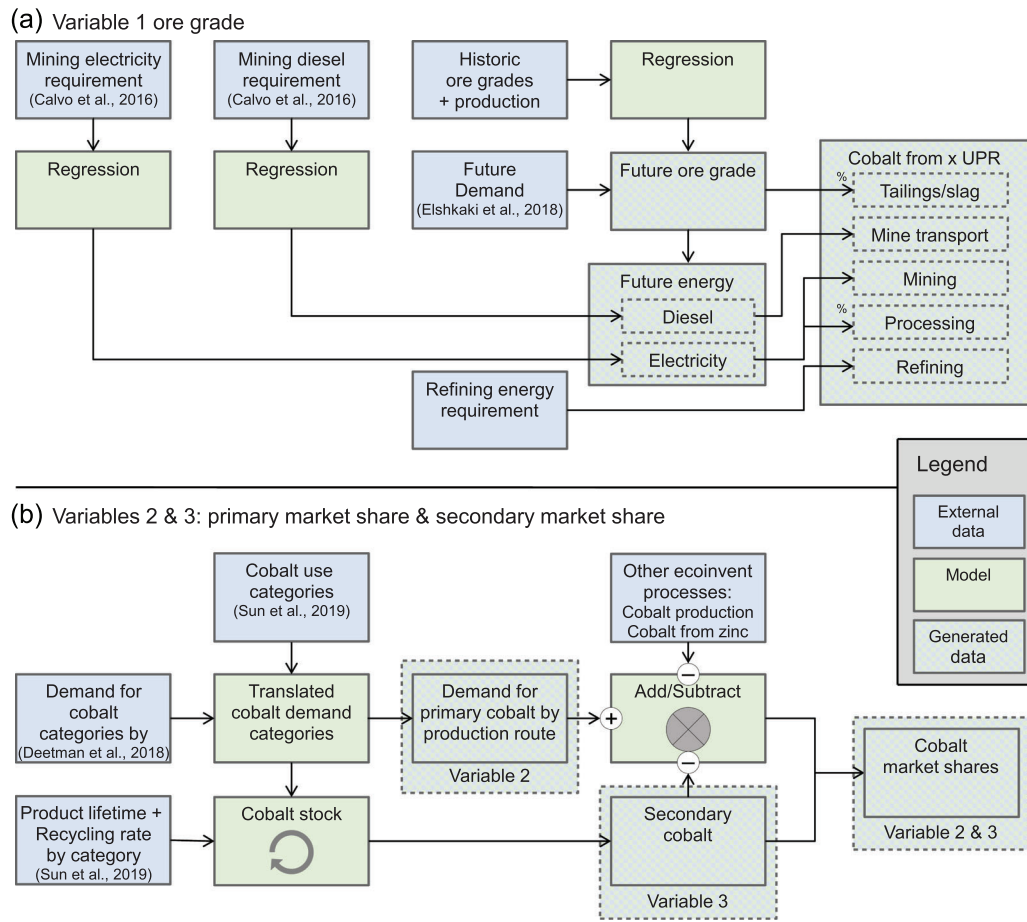 (a) Variable 1 ore grade
Mining electricity
requirement
(Calvo et al., 2016)
Mining diesel
requirement
(Calvo et al., 2016)
Historic
ore grades
+ production
Regression
Regression
Regression
Future
Demand
(Elshkaki et al., 2018)
Future ore grade
Cobalt from x UPR
%
Tailings/slag
Mine transport
Mining
%
Processing
Refining
Future energy
Diesel
Electricity
Refining energy
requirement
Legend
External
data
Model
Generated
data
(b) Variables 2 & 3: primary market share & secondary market share
Cobalt use
categories
(Sun et al., 2019)
Other ecoinvent
processes:
Cobalt production
Cobalt from zinc
Demand for
cobalt
categories by
(Deetman et al., 2018)
Translated
cobalt demand
categories
Demand for
primary cobalt by
production route
Variable 2
+
−
Add/Subtract
−
Cobalt
market shares
Variable 2 & 3
Product lifetime +
Recycling rate
by category
(Sun et al., 2019)
Cobalt stock
Secondary
cobalt
Variable 3